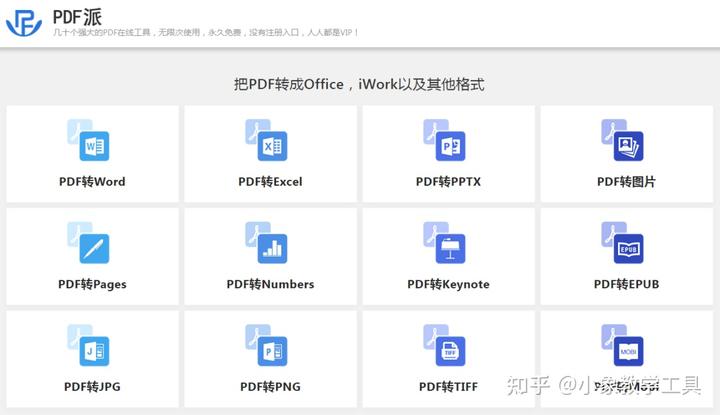 PDF派
几十个强大的PDF在线工具，无限次使用，永久免费，没有注册入口，人人都是VIP！
把PDF转成Office，iWork以及其他格式
W
X
P
PDF转Word
PDF转Excel
PDF转PPTX
PDF转图片
EPUB
PDF转Pages
PDF转Numbers
PDF转Keynote
PDF转EPUB
J
P
TIFF
MOBI
PDF转JPG
PDF转PNG
PDF转TIFF
PDF转Mobi
知乎 @小象教学工具